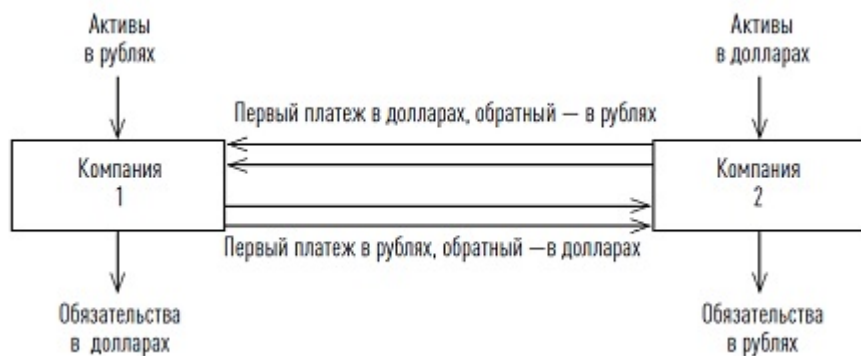 Активы
в рублях
Активы
в долларах
Первый платеж в долларах, обратный — в рублях
Компания
1
Компания
2
Первый платеж в рублях, обратный —в долларах
Обязательства
в долларах
Обязательства
в рублях